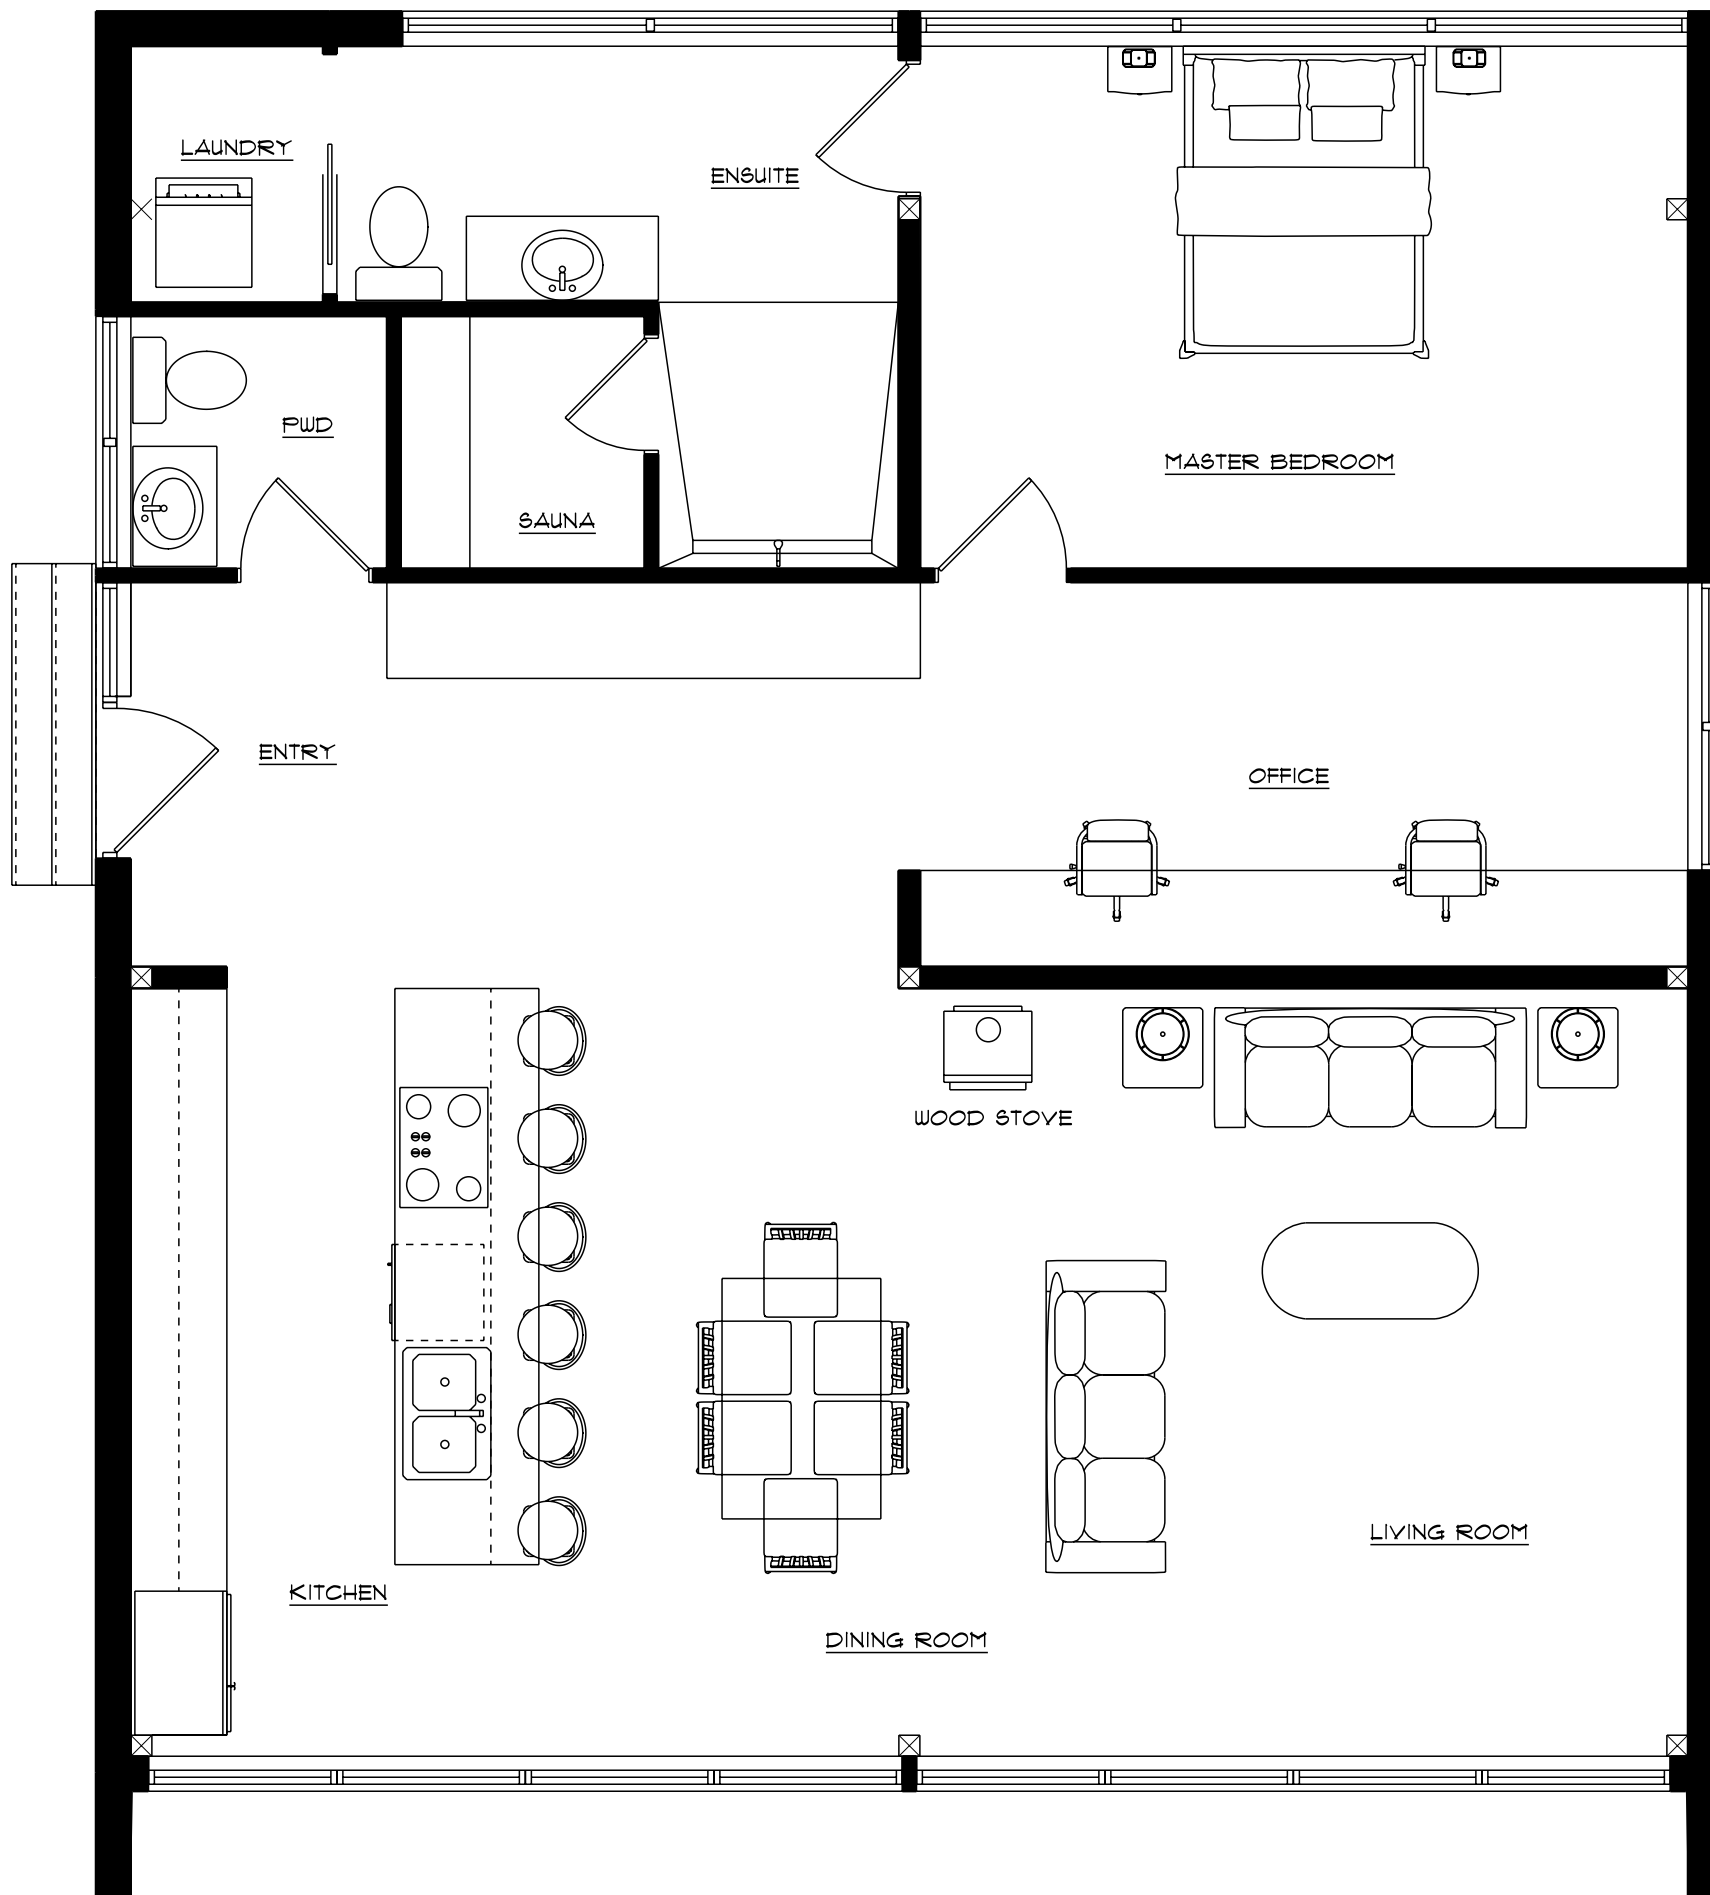 LAUNDRY
ENSUITE
PWD
MASTER BEDROOM
SAUNA
ENTRY
OFFICE
WOOD STOVE
LIVING ROOM
KITCHEN
DINING ROOM